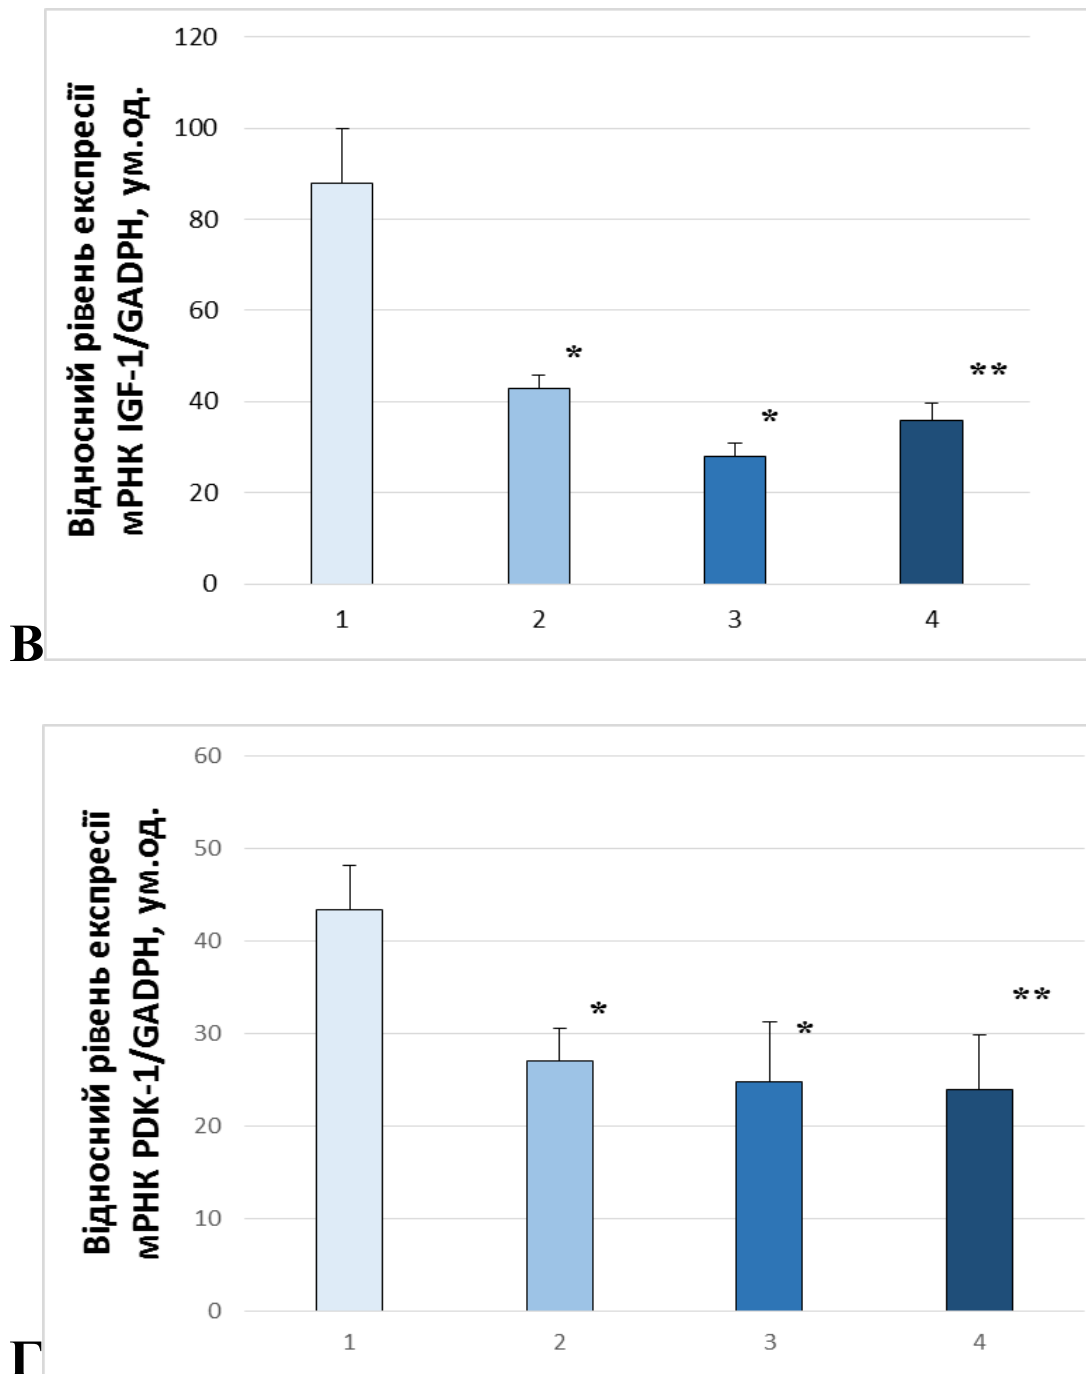 Відносний рівень експресії
мРНК IGF-1/GADPH, ум.од.
120
100
80
60
40
20
0
*
*
**
1 2 3 4
В
Відносний рівень експресії
мРНК PDK-1/GADPH, ум.од.
60
50
40
30
20
10
0
*
*
**
1 2 3 4
Г